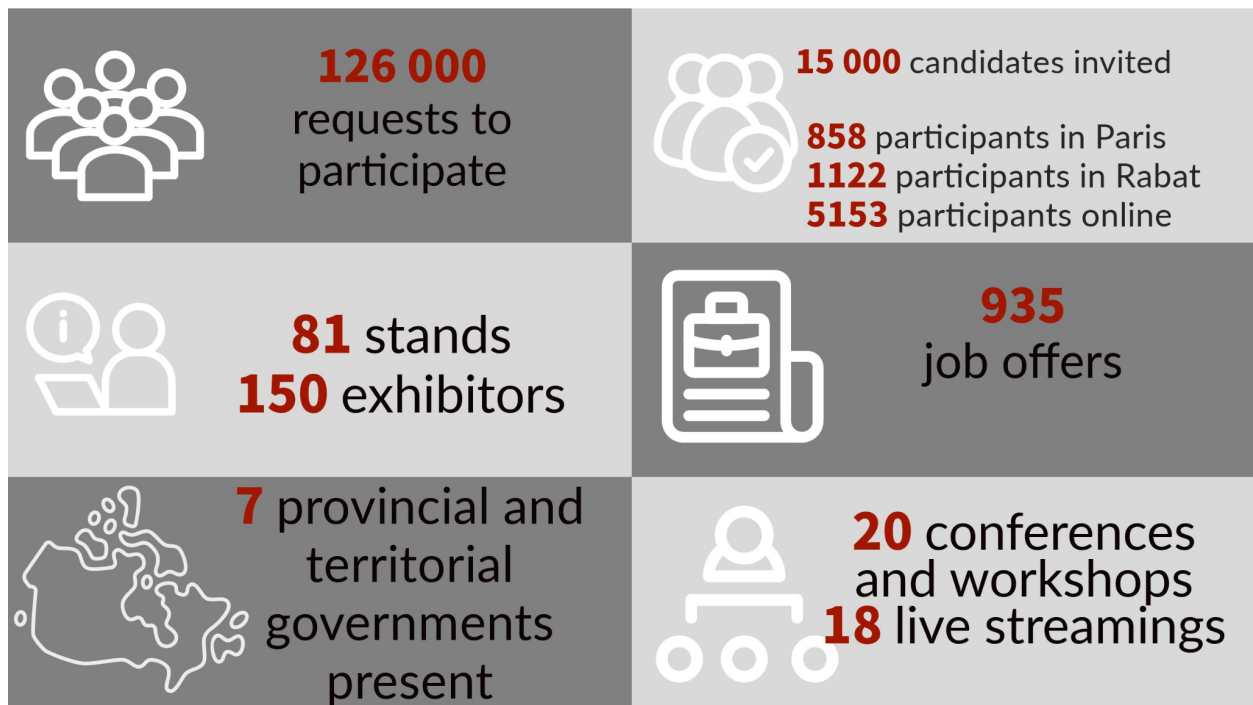 126 000
requests to
participate
15 000 candidates invited
858 participants in Paris
1122 participants in Rabat
5153 participants online
81 stands
150 exhibitors
935
job offers
7 provincial and
territorial
governments
present
20 conferences
and workshops
18 live streamings